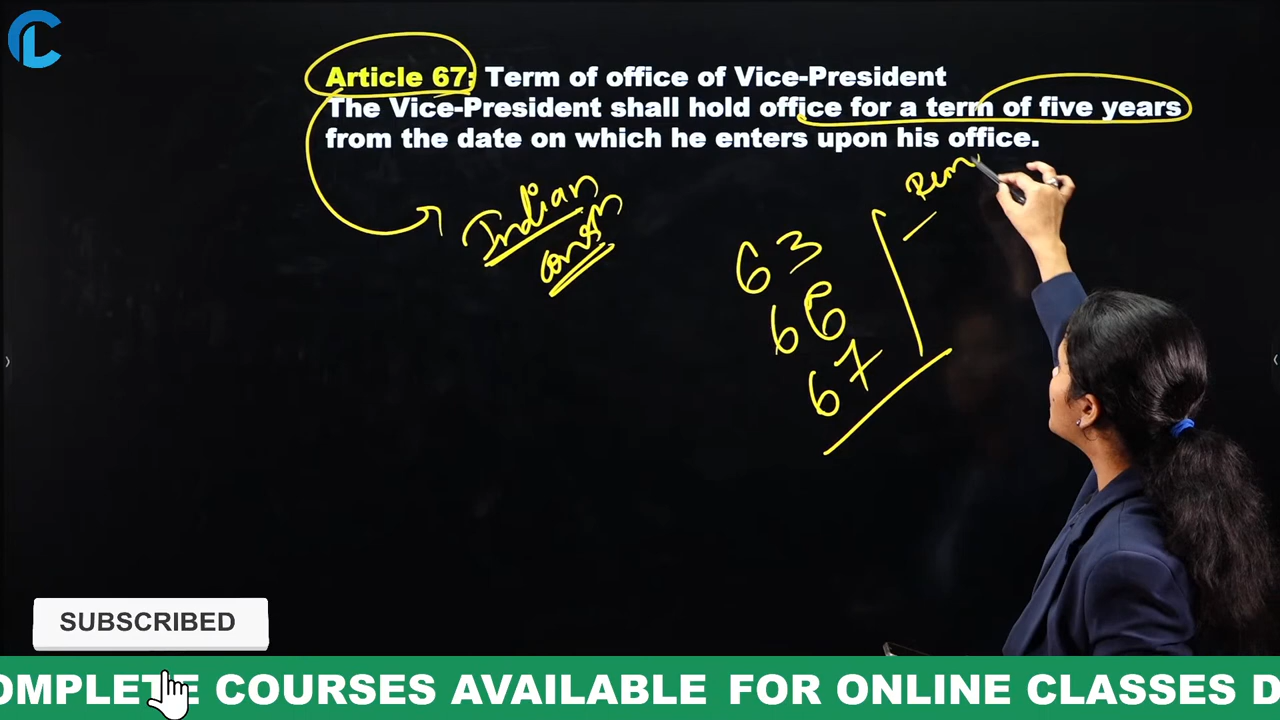 Article 67: Term of office of Vice-President
The Vice-President shall hold office for a term of five years
from the date on which he enters upon his office.
Indian
63
66
67
SUBSCRIBED
OMPLETE COURSES AVAILABLE FOR ONLINE CLASSES D